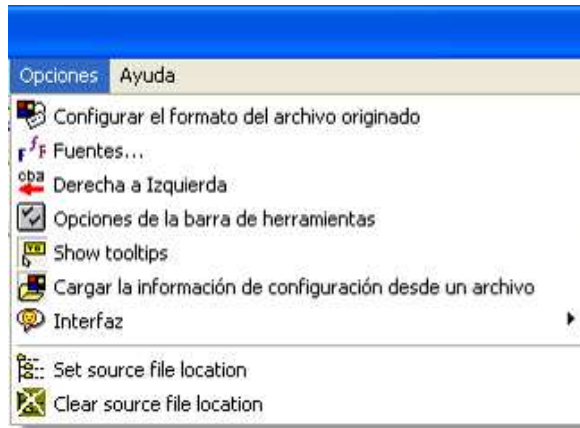 Opciones Ayuda
Configurar el formato del archivo originado
Fuentes...
Derecha a Izquierda
Opciones de la barra de herramientas
Show tooltips
Cargar la información de configuración desde un archivo
Interfaz
Set source file location
Clear source file location